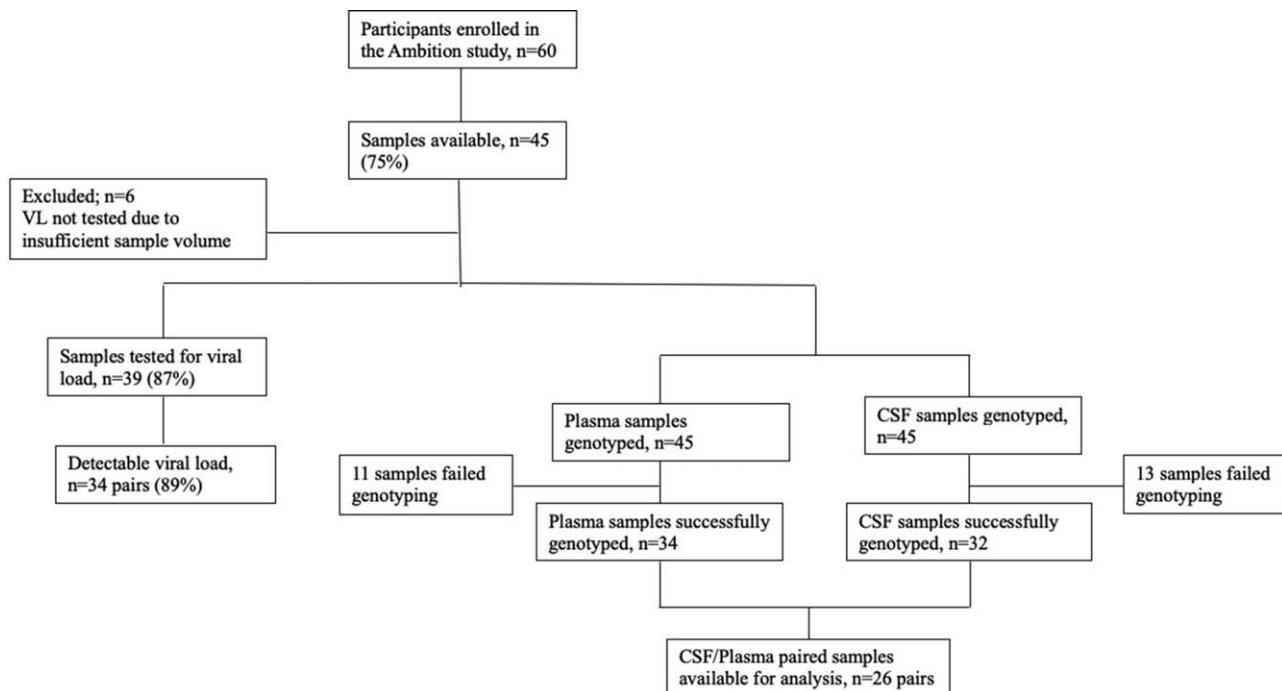 Participants enrolled in
the Ambition study, n=60
Samples available, n=45
(75%)
Excluded; n=6
VL not tested due to
insufficient sample volume
Samples tested for viral
load, n=39 (87%)
Detectable viral load,
n=34 pairs (89%)
Plasma samples
genotyped, n=45
CSF samples genotyped,
n=45
11 samples failed
genotyping
13 samples failed
genotyping
Plasma samples successfully
genotyped, n=34
CSF samples successfully
genotyped, n=32
CSF/Plasma paired samples
available for analysis, n=26 pairs